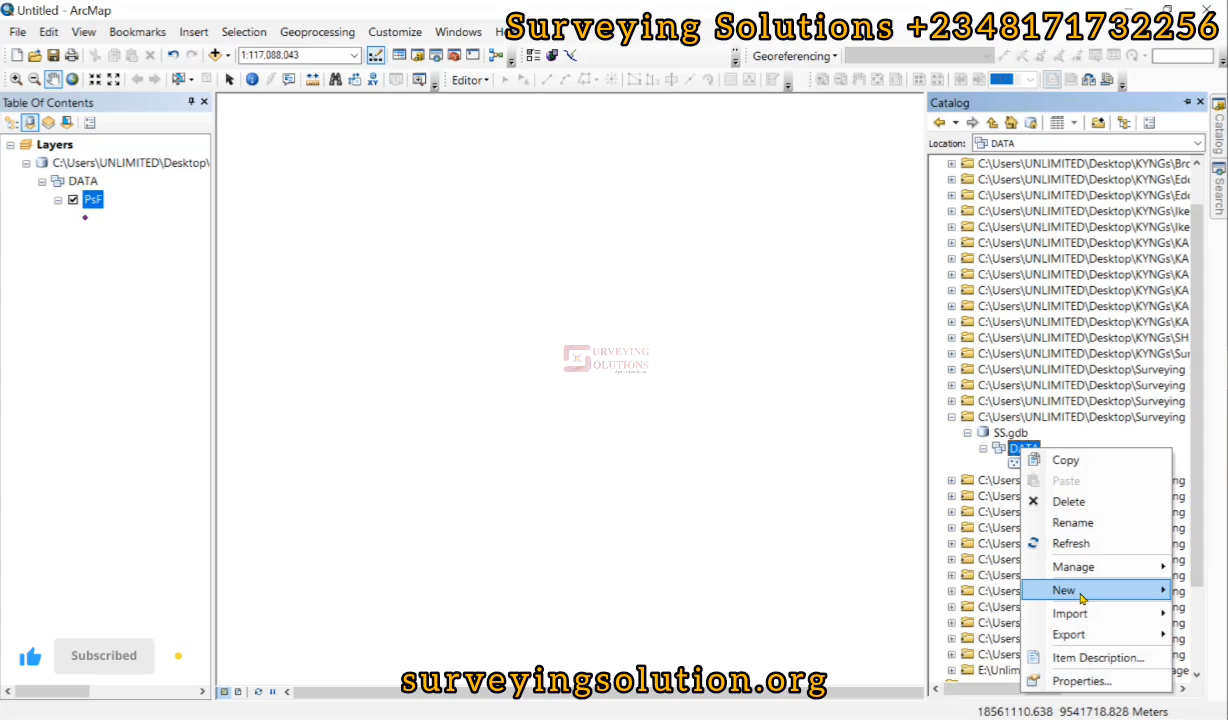 Untitled - ArcMap
Surveying Solutions +2348171732256
File Edit View Bookmarks Insert Selection Geoprocessing Customize Windows
1:117,088,043
Georeferencing
Editor
Table Of Contents
Layers
C:\Users\UNLIMITED\Desktop\
DATA
PsF
Catalog
Location: DATA
Catalog
Search
C:\Users\UNLIMITED\Desktop\KYNGs\Bro
C:\Users\UNLIMITED\Desktop\KYNGs\Edo
C:\Users\UNLIMITED\Desktop\KYNGs\Edo
C:\Users\UNLIMITED\Desktop\KYNGs\Ike
C:\Users\UNLIMITED\Desktop\KYNGs\Ike
C:\Users\UNLIMITED\Desktop\KYNGs\KA
C:\Users\UNLIMITED\Desktop\KYNGs\KA
C:\Users\UNLIMITED\Desktop\KYNGs\KA
C:\Users\UNLIMITED\Desktop\KYNGs\KA
C:\Users\UNLIMITED\Desktop\KYNGs\KA
C:\Users\UNLIMITED\Desktop\KYNGs\KA
C:\Users\UNLIMITED\Desktop\KYNGs\SH
C:\Users\UNLIMITED\Desktop\KYNGs\Sur
C:\Users\UNLIMITED\Desktop\Surveying
C:\Users\UNLIMITED\Desktop\Surveying
C:\Users\UNLIMITED\Desktop\Surveying
C:\Users\UNLIMITED\Desktop\Surveying
SS.gdb
DATA
Copy
Paste
Delete
Rename
Refresh
Manage
New
Import
Export
Item Description...
Properties...
SURVEYING
SOLUTIONS
Subscribed
surveyingsolution.org
18561110.638 9541718.828 Meters